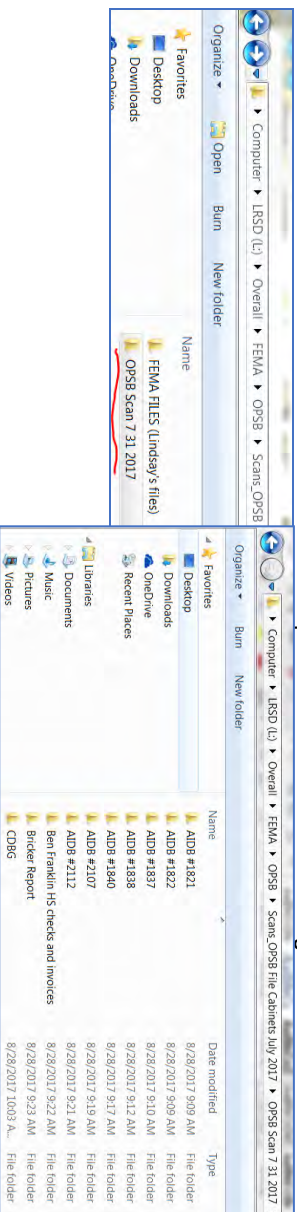 Computer ▸ LRSD (L:) ▸ Overall ▸ FEMA ▸ OPSB ▸ Scans_OPSB
Organize Open Burn New folder
Favorites
Desktop
Downloads
OneDrive
Name
FEMA FILES (Lindsay's files)
OPSB Scan 7 31 2017
Computer ▸ LRSD (L:) ▸ Overall ▸ FEMA ▸ OPSB ▸ Scans_OPSB File Cabinets July 2017 ▸ OPSB Scan 7 31 2017
Organize Burn New folder
Favorites
Desktop
Downloads
OneDrive
Recent Places
Libraries
Documents
Music
Pictures
Videos
Name Date modified Type
AIDB #1821 8/28/2017 9:09 AM File folder
AIDB #1822 8/28/2017 9:09 AM File folder
AIDB #1837 8/28/2017 9:10 AM File folder
AIDB #1838 8/28/2017 9:12 AM File folder
AIDB #1840 8/28/2017 9:17 AM File folder
AIDB #2107 8/28/2017 9:19 AM File folder
AIDB #2112 8/28/2017 9:21 AM File folder
Ben Franklin HS checks and invoices 8/28/2017 9:22 AM File folder
Bricker Report 8/28/2017 9:23 AM File folder
CDBG 8/28/2017 10:03 A... File folder